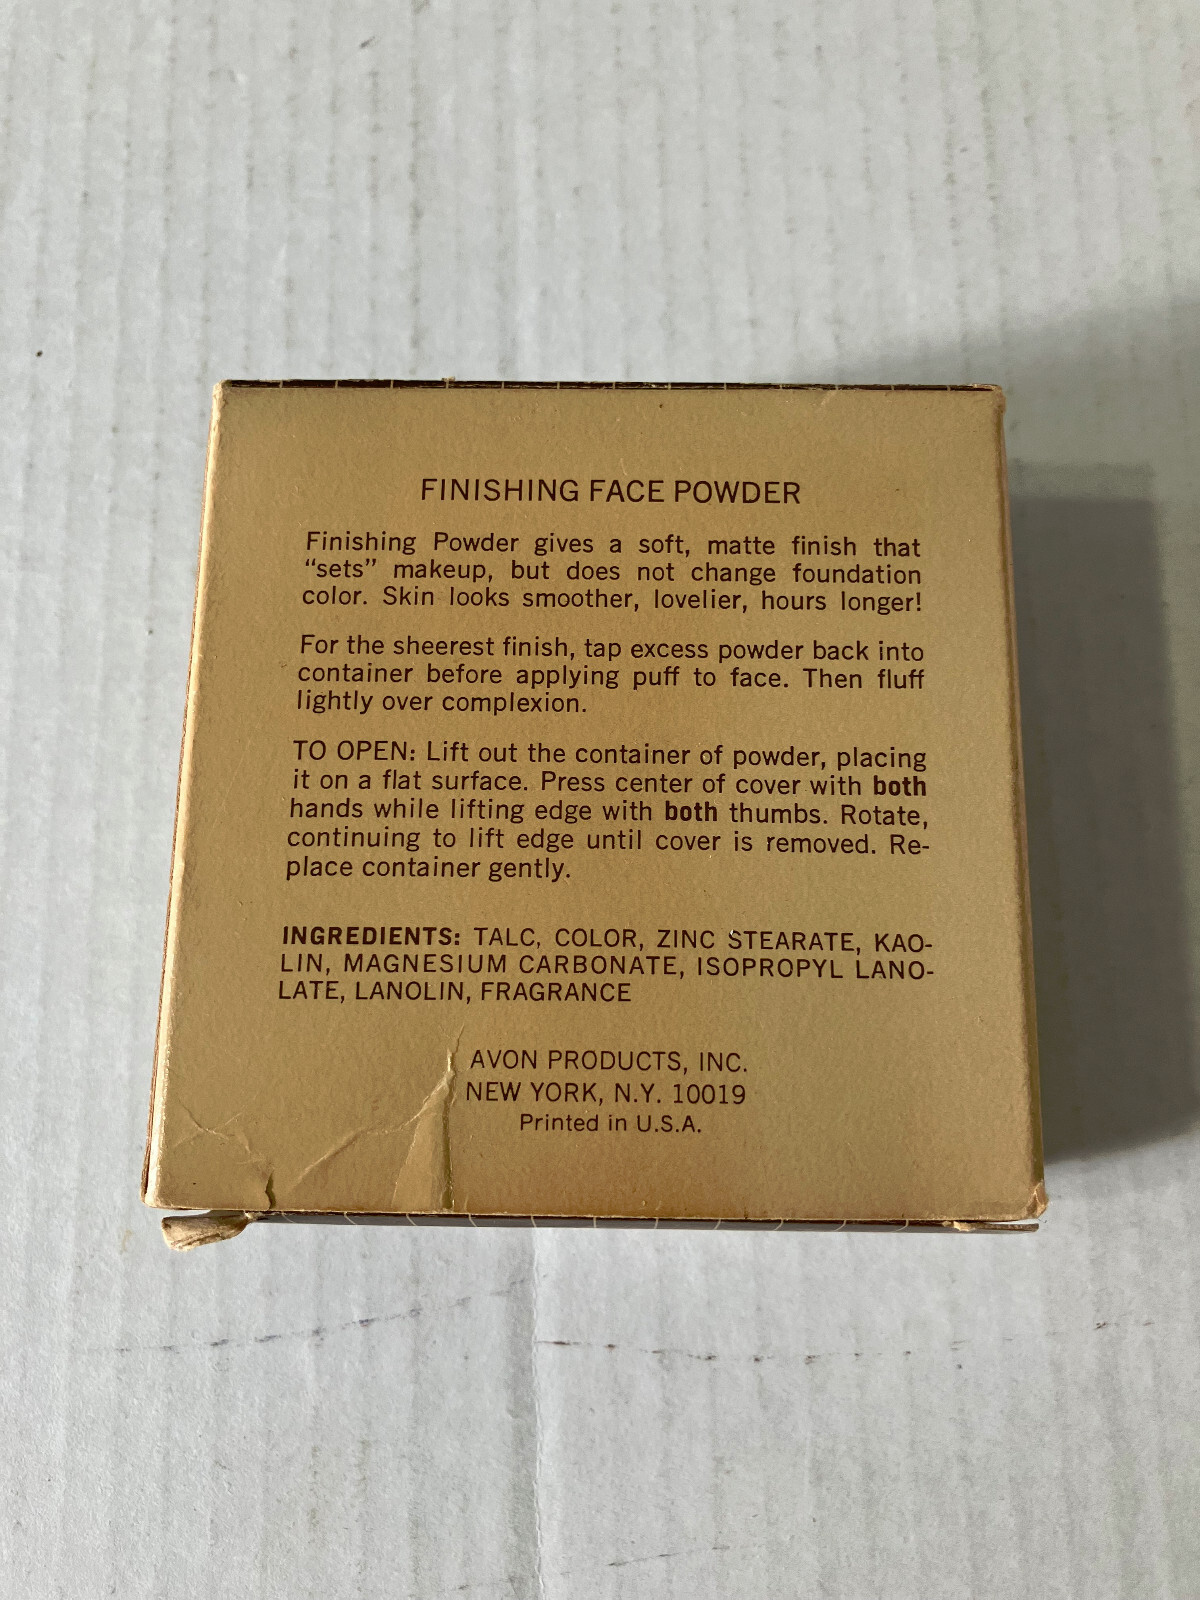 FINISHING FACE POWDER
Finishing Powder gives a soft, matte finish that
“sets” makeup, but does not change foundation
color. Skin looks smoother, lovelier, hours longer!
For the sheerest finish, tap excess powder back into
container before applying puff to face. Then fluff
lightly over complexion.
TO OPEN: Lift out the container of powder, placing
it on a flat surface. Press center of cover with both
hands while lifting edge with both thumbs. Rotate,
continuing to lift edge until cover is removed. Re-
place container gently.
INGREDIENTS: TALC, COLOR, ZINC STEARATE, KAO-
LIN, MAGNESIUM CARBONATE, ISOPROPYL LANO-
LATE, LANOLIN, FRAGRANCE
AVON PRODUCTS, INC.
NEW YORK, N.Y. 10019
Printed in U.S.A.